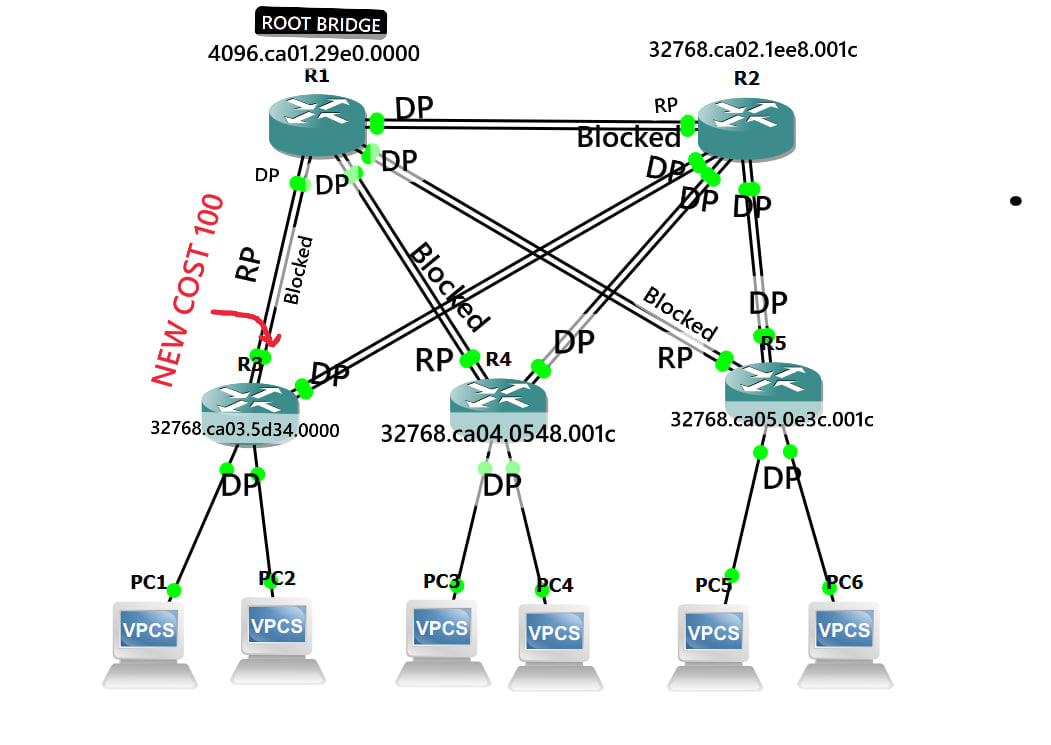 ROOT BRIDGE
4096.ca01.29e0.0000
R1
32768.ca02.1ee8.001c
R2
DP
RP
Blocked
DP
DP
DP
DP
DP
DP
NEW COST 100
RP
Blocked
Blocked
Blocked
DP
DP
RP
R4
RP
R5
R3
DP
32768.ca03.5d34.0000
32768.ca04.0548.001c
32768.ca05.0e3c.001c
DP
DP
DP
PC1
PC2
PC3
PC4
PC5
PC6
VPCS
VPCS
VPCS
VPCS
VPCS
VPCS